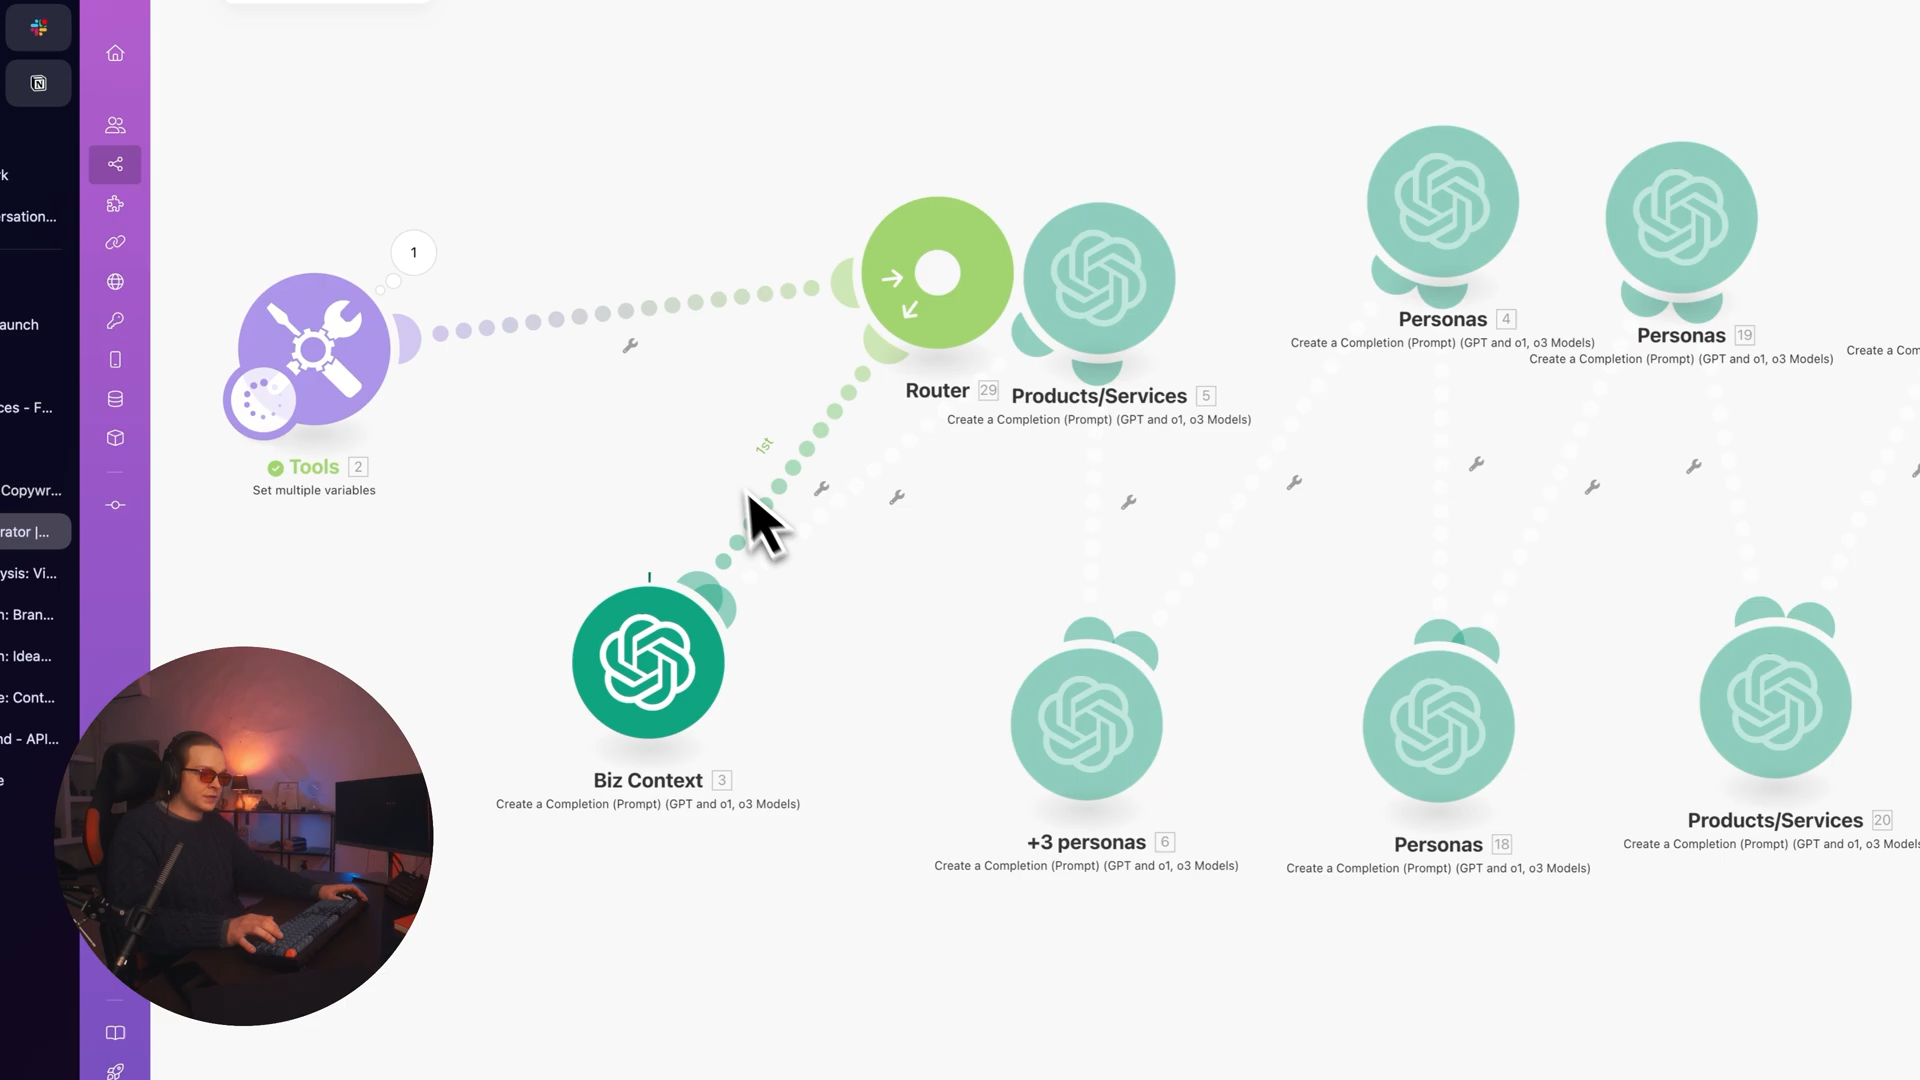 rk
ersation...
aunch
ces - F...
Copywr...
rator |...
ysis: Vi...
n: Bran...
n: Idea...
e: Cont...
nd - API...
e
1
Tools 2
Set multiple variables
Router 29
Products/Services 5
Create a Completion (Prompt) (GPT and o1, o3 Models)
Personas 4
Create a Completion (Prompt) (GPT and o1, o3 Models)
Personas 19
Create a Completion (Prompt) (GPT and o1, o3 Models)
Create a Com
1st
Biz Context 3
Create a Completion (Prompt) (GPT and o1, o3 Models)
+3 personas 6
Create a Completion (Prompt) (GPT and o1, o3 Models)
Personas 18
Create a Completion (Prompt) (GPT and o1, o3 Models)
Products/Services 20
Create a Completion (Prompt) (GPT and o1, o3 Models